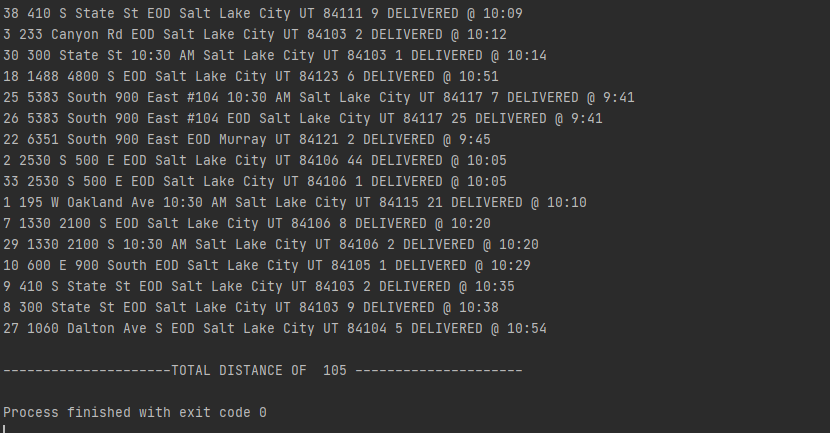 38 410 S State St EOD Salt Lake City UT 84111 9 DELIVERED @ 10:09
3 233 Canyon Rd EOD Salt Lake City UT 84103 2 DELIVERED @ 10:12
30 300 State St 10:30 AM Salt Lake City UT 84103 1 DELIVERED @ 10:14
18 1488 4800 S EOD Salt Lake City UT 84123 6 DELIVERED @ 10:51
25 5383 South 900 East #104 10:30 AM Salt Lake City UT 84117 7 DELIVERED @ 9:41
26 5383 South 900 East #104 EOD Salt Lake City UT 84117 25 DELIVERED @ 9:41
22 6351 South 900 East EOD Murray UT 84121 2 DELIVERED @ 9:45
2 2530 S 500 E EOD Salt Lake City UT 84106 44 DELIVERED @ 10:05
33 2530 S 500 E EOD Salt Lake City UT 84106 1 DELIVERED @ 10:05
1 195 W Oakland Ave 10:30 AM Salt Lake City UT 84115 21 DELIVERED @ 10:10
7 1330 2100 S EOD Salt Lake City UT 84106 8 DELIVERED @ 10:20
29 1330 2100 S 10:30 AM Salt Lake City UT 84106 2 DELIVERED @ 10:20
10 600 E 900 South EOD Salt Lake City UT 84105 1 DELIVERED @ 10:29
9 410 S State St EOD Salt Lake City UT 84103 2 DELIVERED @ 10:35
8 300 State St EOD Salt Lake City UT 84103 9 DELIVERED @ 10:38
27 1060 Dalton Ave S EOD Salt Lake City UT 84104 5 DELIVERED @ 10:54
---------------------TOTAL DISTANCE OF  105 ---------------------
Process finished with exit code 0